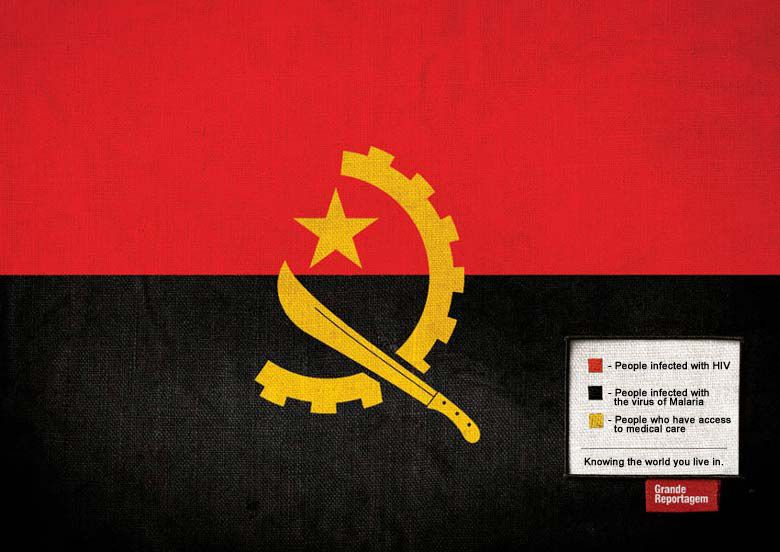 - People infected with HIV
- People infected with
the virus of Malaria
- People who have access
to medical care
Knowing the world you live in.
Grande
Reportagem